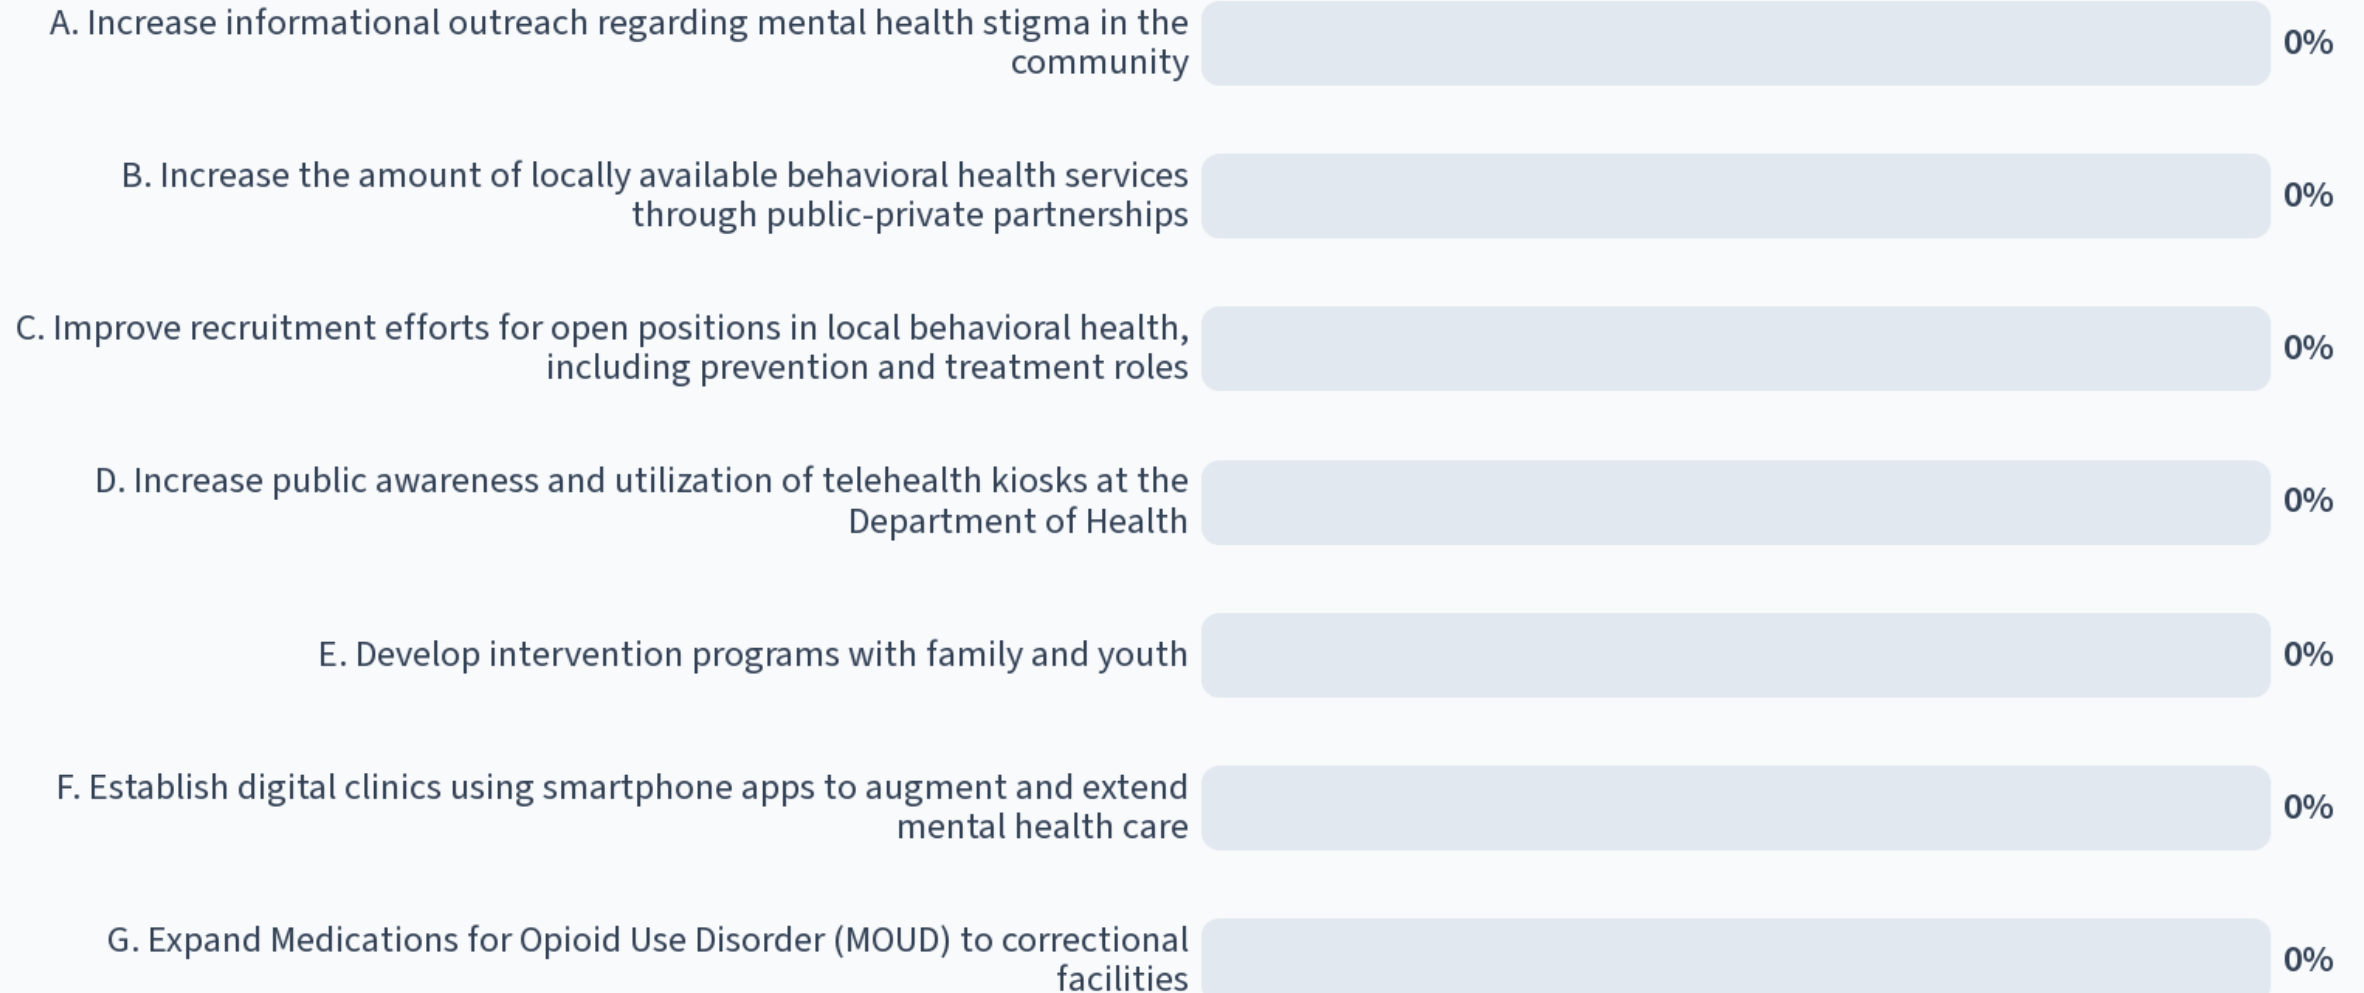 A. Increase informational outreach regarding mental health stigma in the
community
0%
B. Increase the amount of locally available behavioral health services
through public-private partnerships
0%
C. Improve recruitment efforts for open positions in local behavioral health,
including prevention and treatment roles
0%
D. Increase public awareness and utilization of telehealth kiosks at the
Department of Health
0%
E. Develop intervention programs with family and youth
0%
F. Establish digital clinics using smartphone apps to augment and extend
mental health care
0%
G. Expand Medications for Opioid Use Disorder (MOUD) to correctional
facilities
0%